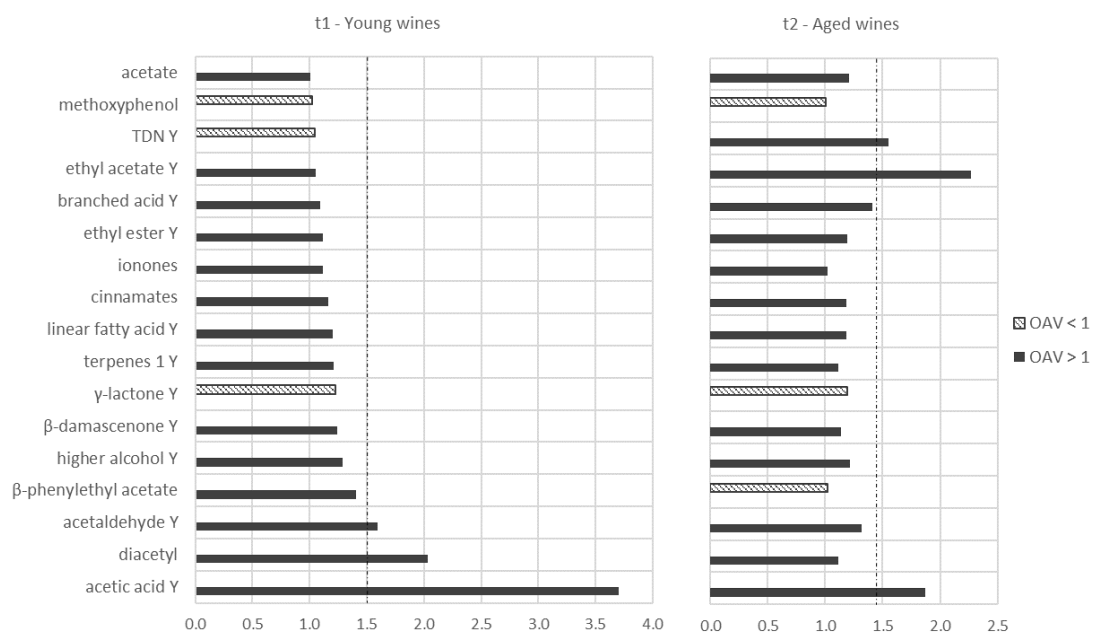 t1 - Young wines
t2 - Aged wines
acetate
methoxyphenol
TDN Y
ethyl acetate Y
branched acid Y
ethyl ester Y
ionones
cinnamates
linear fatty acid Y
terpenes 1 Y
γ-lactone Y
β-damascenone Y
higher alcohol Y
β-phenylethyl acetate
acetaldehyde Y
diacetyl
acetic acid Y
OAV < 1
OAV > 1
0.0 0.5 1.0 1.5 2.0 2.5 3.0 3.5 4.0
0.0 0.5 1.0 1.5 2.0 2.5